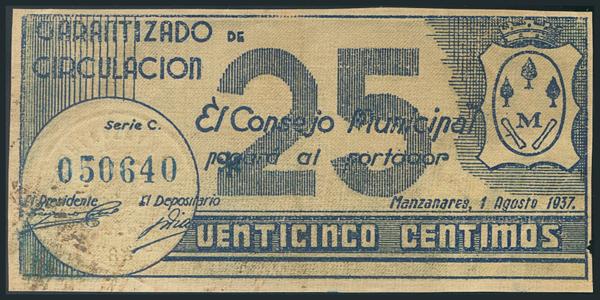 GARANTIZADO DE
CIRCULACION
25
Serie C.
El Consejo Municipal
050640
pagará al portador
M
El Presidente
El Depositario
Manzanares, 1 Agosto 1937.
VENTICINCO CENTIMOS